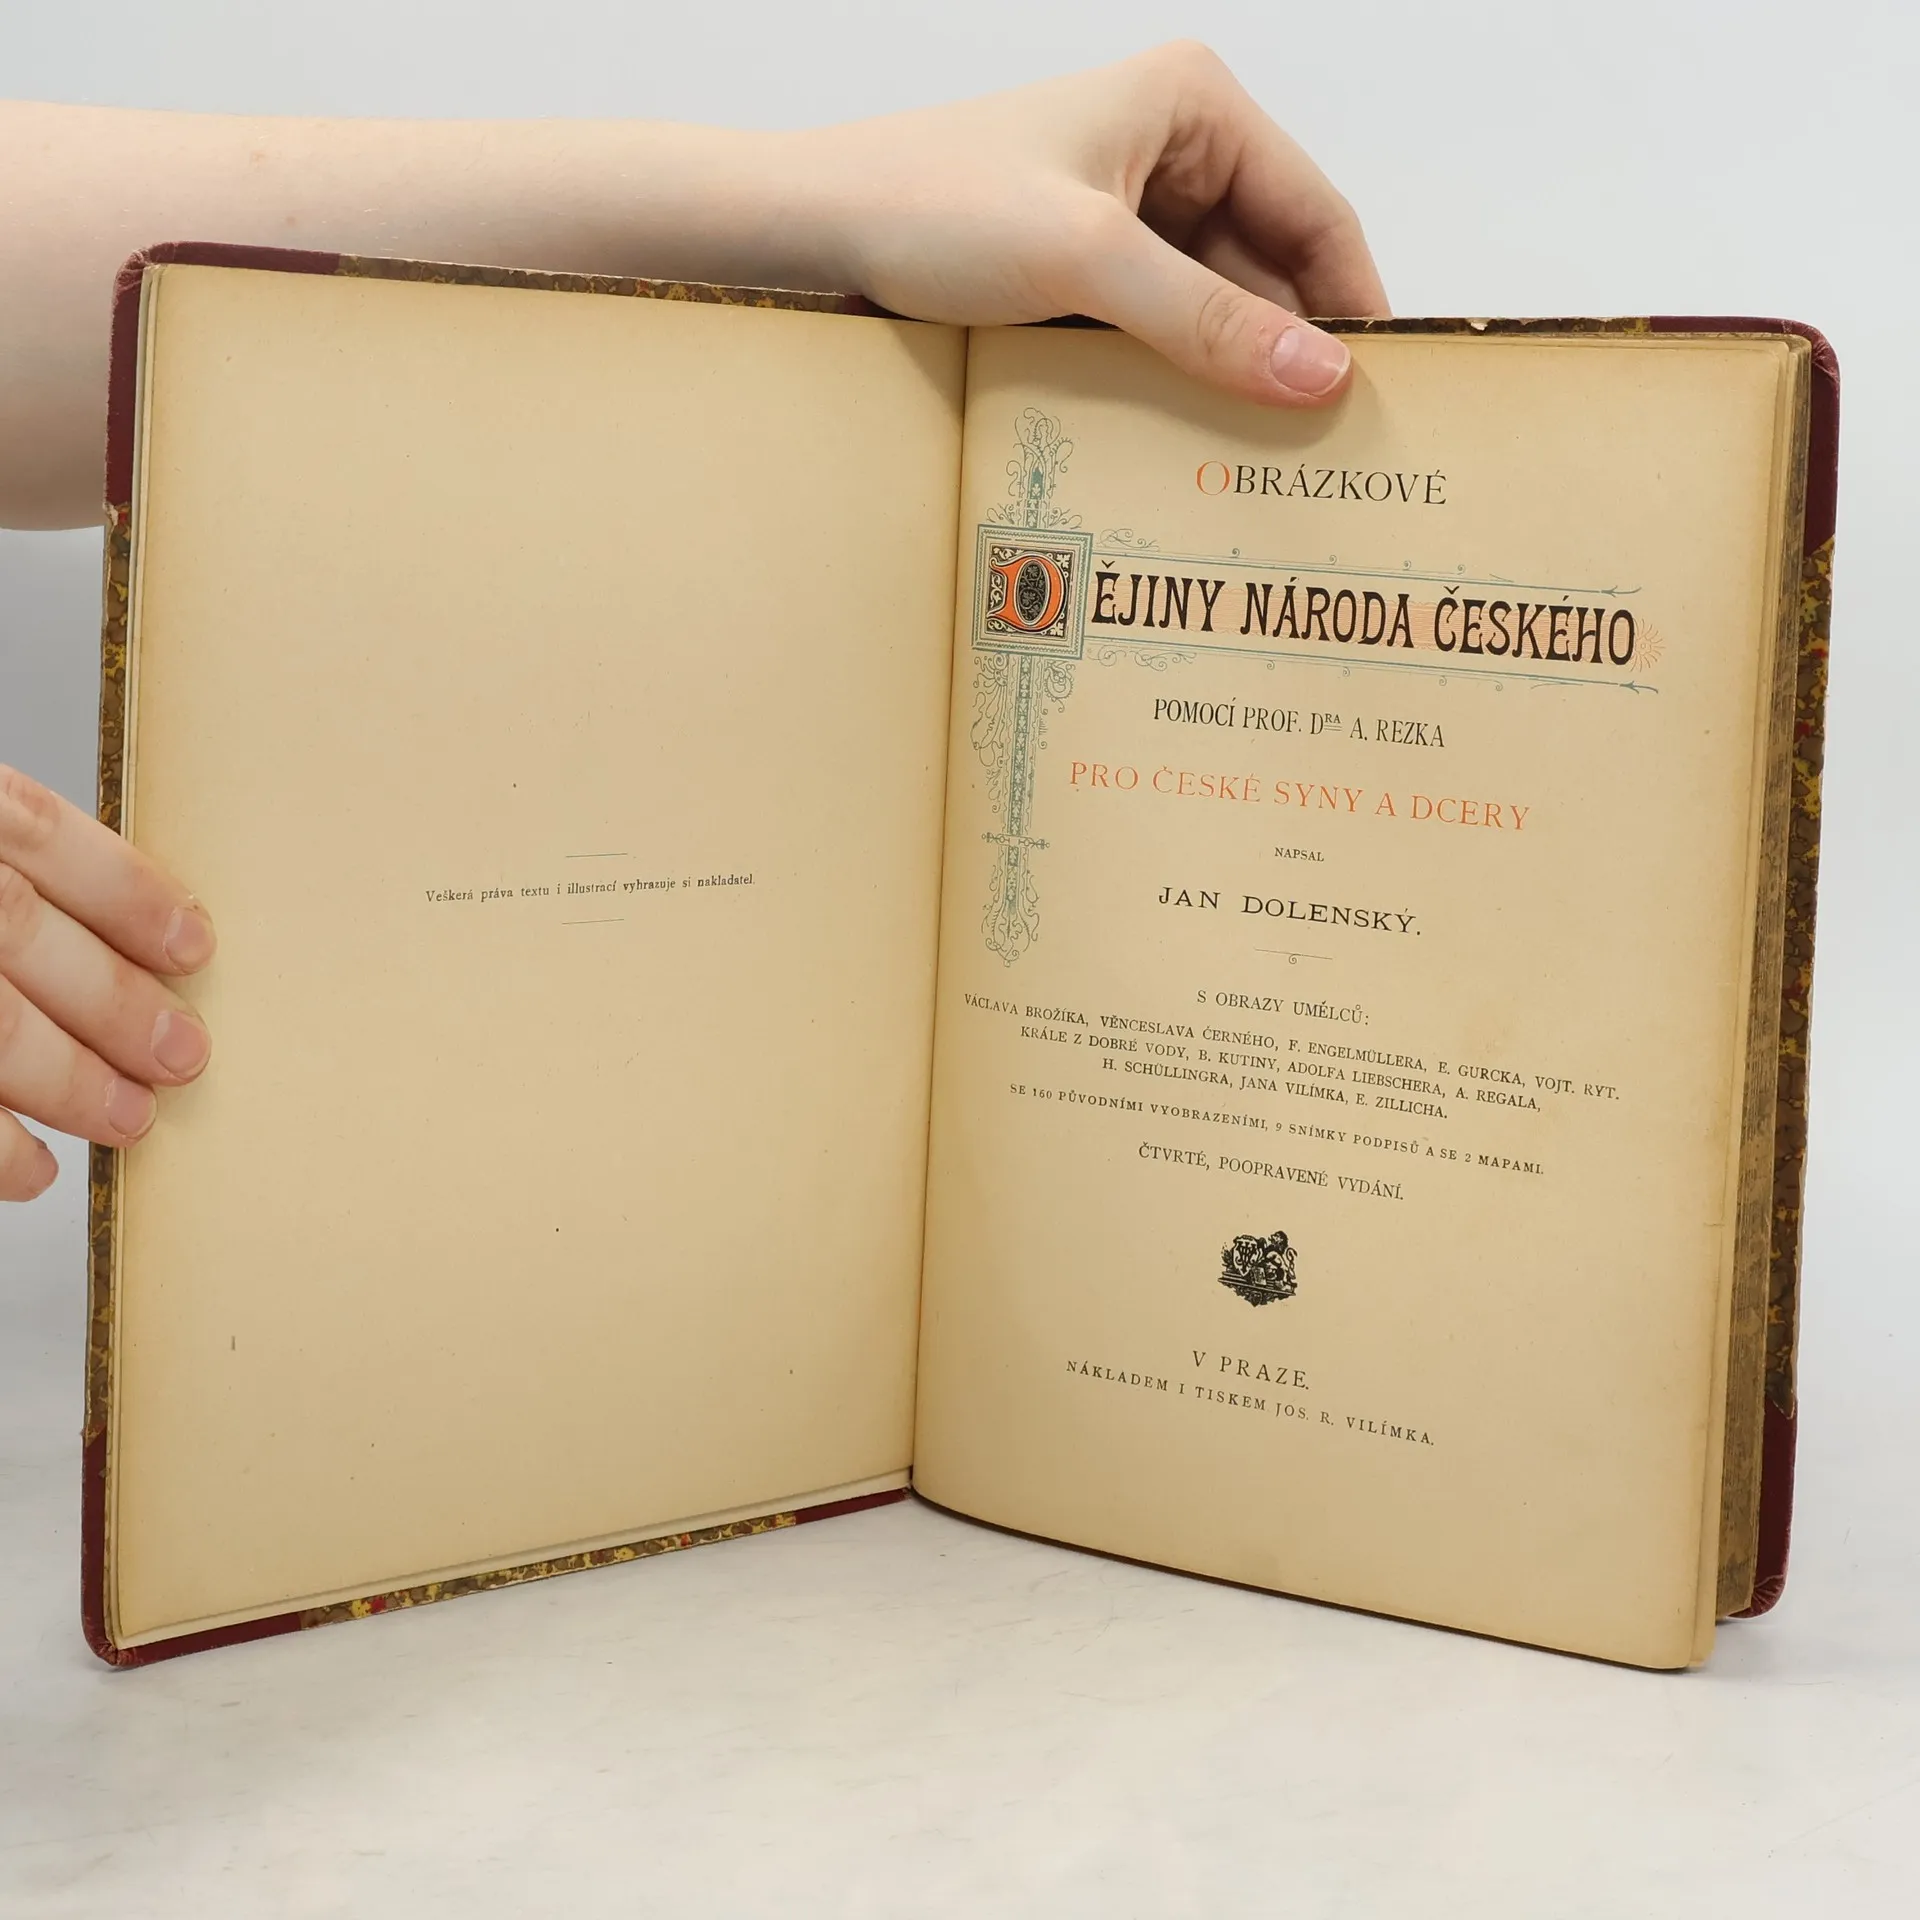 Veškerá práva textu i illustrací vyhrazuje si nakladatel.
OBRÁZKOVÉ
DĚJINY NÁRODA ČESKÉHO
POMOCÍ PROF. DRA A. REZKA
PRO ČESKÉ SYNY A DCERY
NAPSAL
JAN DOLENSKÝ.
S OBRAZY UMĚLCŮ:
VÁCLAVA BROŽÍKA, VĚNCESLAVA ČERNÉHO, F. ENGELMÜLLERA, E. GURCKA, VOJT. RYT.
KRÁLE Z DOBRÉ VODY, B. KUTINY, ADOLFA LIEBSCHERA, A. REGALA,
H. SCHÜLLINGRA, JANA VILÍMKA, E. ZILLICHA.
SE 160 PŮVODNÍMI VYOBRAZENÍMI, 9 SNÍMKY PODPISŮ A SE 2 MAPAMI.
ČTVRTÉ, POOPRAVENÉ VYDÁNÍ.
V PRAZE.
NÁKLADEM I TISKEM JOS. R. VILÍMKA.